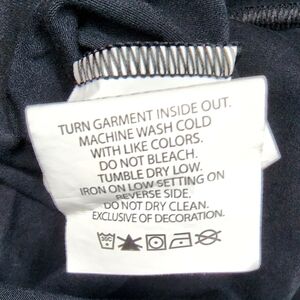 TURN GARMENT INSIDE OUT.
MACHINE WASH COLD
WITH LIKE COLORS.
DO NOT BLEACH.
TUMBLE DRY LOW.
IRON ON LOW SETTING ON
REVERSE SIDE,
DO NOT DRY CLEAN.
EXCLUSIVE OF DECORATION.